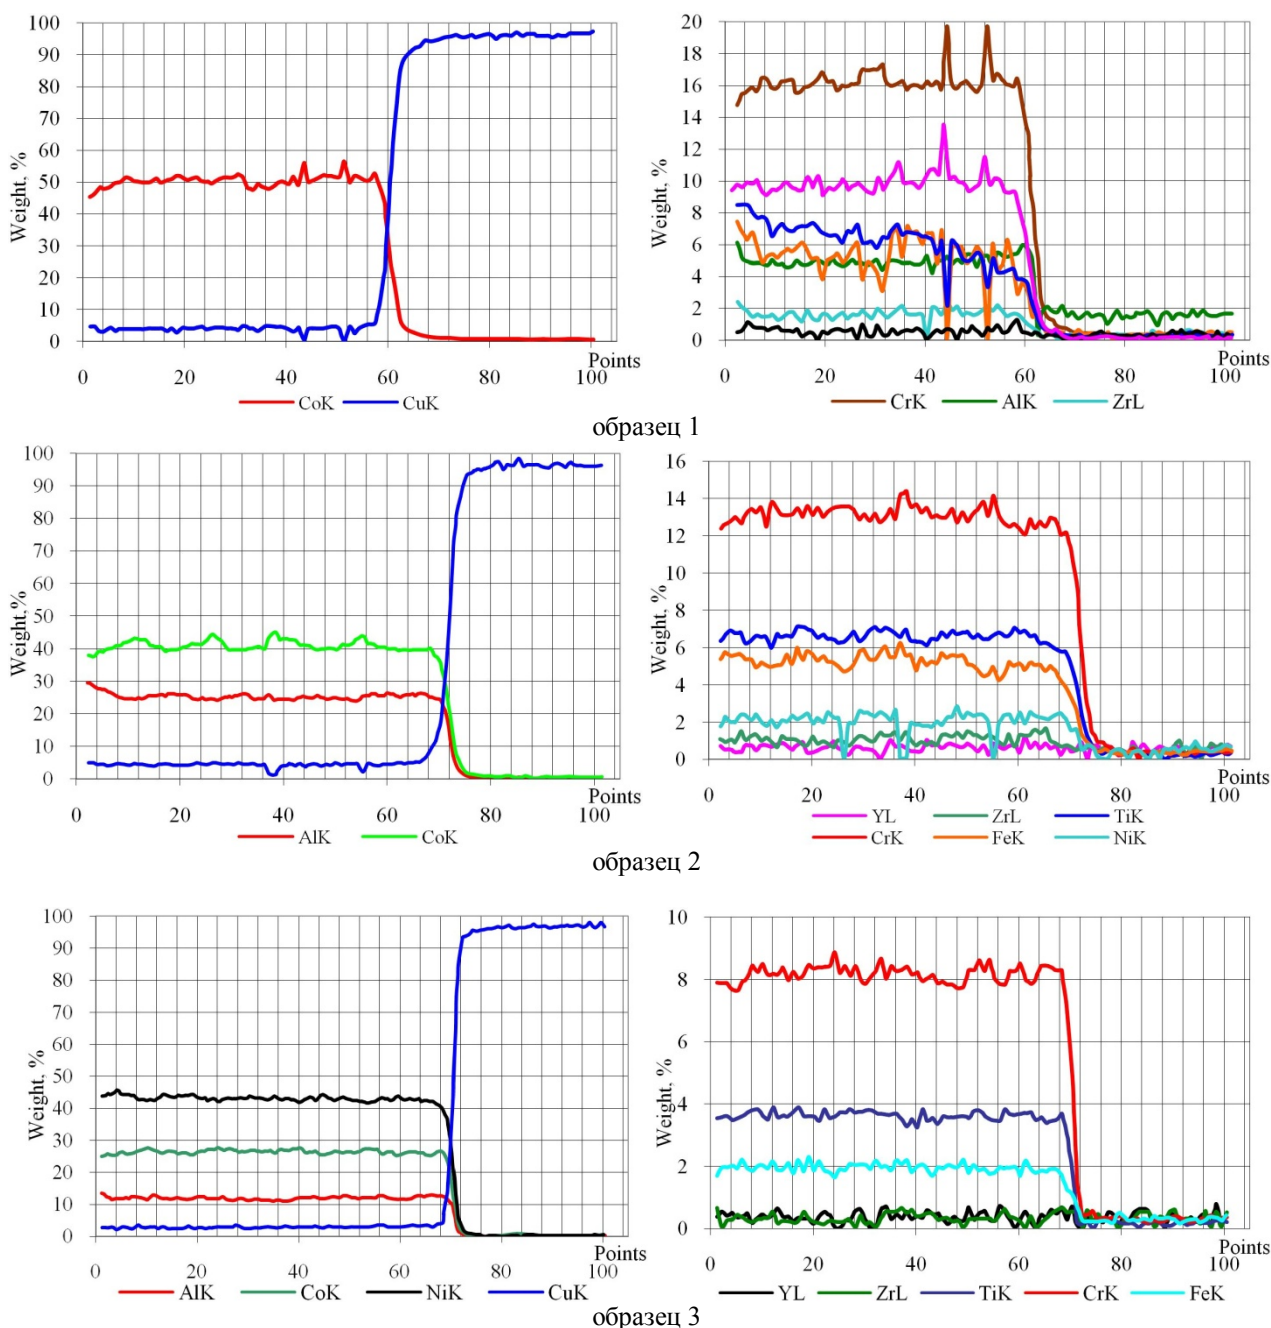 100
90
80
70
60
50
40
30
20
10
0
Weight, %
0 20 40 60 80 100
Points
CoK CuK
20
18
16
14
12
10
8
6
4
2
0
Weight, %
0 20 40 60 80 100
Points
CrK AlK ZrL
образец 1
100
90
80
70
60
50
40
30
20
10
0
Weight,%
0 20 40 60 80 100
Points
AlK CoK
16
14
12
10
8
6
4
2
0
Weight, %
0 20 40 60 80 100
Points
YL ZrL TiK
CrK FeK NiK
образец 2
100
90
80
70
60
50
40
30
20
10
0
Weight, %
0 20 40 60 80 100
Points
AlK CoK NiK CuK
10
8
6
4
2
0
Weight, %
0 20 40 60 80 100
Points
YL ZrL TiK CrK FeK
образец 3